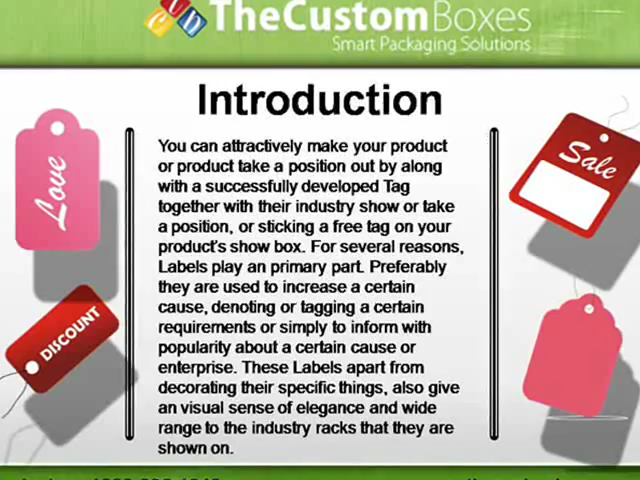 TheCustomBoxes
Smart Packaging Solutions
Introduction
You can attractively make your product
or product take a position out by along
with a successfully developed Tag
together with their industry show or take
a position, or sticking a free tag on your
product's show box. For several reasons,
Labels play an primary part. Preferably
they are used to increase a certain
cause, denoting or tagging a certain
requirements or simply to inform with
popularity about a certain cause or
enterprise. These Labels apart from
decorating their specific things, also give
an visual sense of elegance and wide
range to the industry racks that they are
shown on.
Love
DISCOUNT
Sale